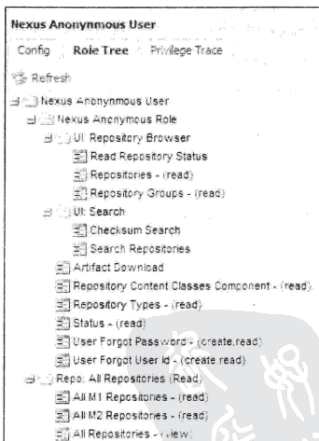 Nexus Anonynmous User
Config Role Tree Privilege Trace
Refresh
Nexus Anonynmous User
Nexus Anonymous Role
UI: Repository Browser
Read Repository Status
Repositories - (read)
Repository Groups - (read)
UI: Search
Checksum Search
Search Repositories
Artifact Download
Repository Content Classes Component - (read)
Repository Types - (read)
Status - (read)
User Forgot Password - (create,read)
User Forgot User Id - (create,read)
Repo: All Repositories (Read)
All M1 Repositories - (read)
All M2 Repositories - (read)
All Repositories - (view)